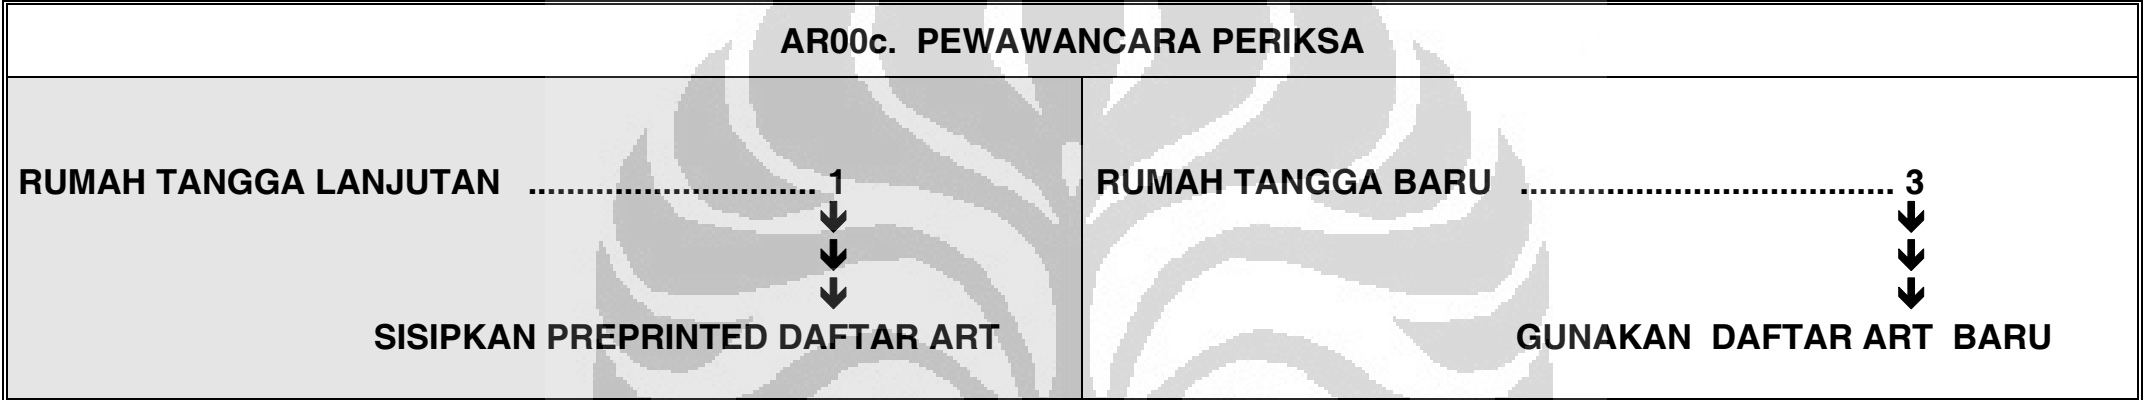 AR00c. PEWAWANCARA PERIKSA
RUMAH TANGGA LANJUTAN .............................. 1
SISIPKAN PREPRINTED DAFTAR ART
RUMAH TANGGA BARU ....................................... 3
GUNAKAN DAFTAR ART BARU